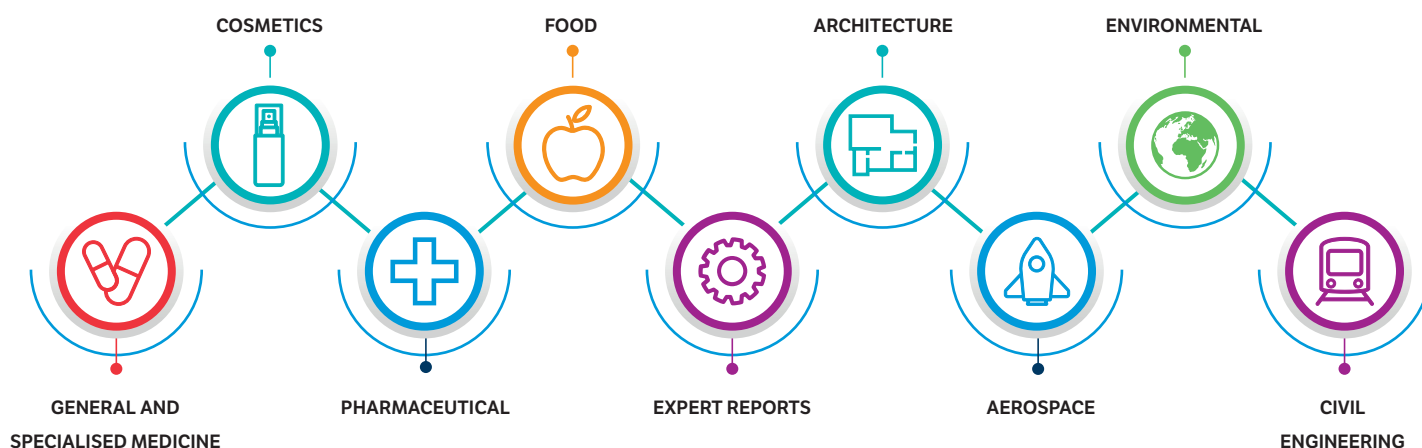 COSMETICS
FOOD
ARCHITECTURE
ENVIRONMENTAL
GENERAL AND
SPECIALISED MEDICINE
PHARMACEUTICAL
EXPERT REPORTS
AEROSPACE
CIVIL
ENGINEERING